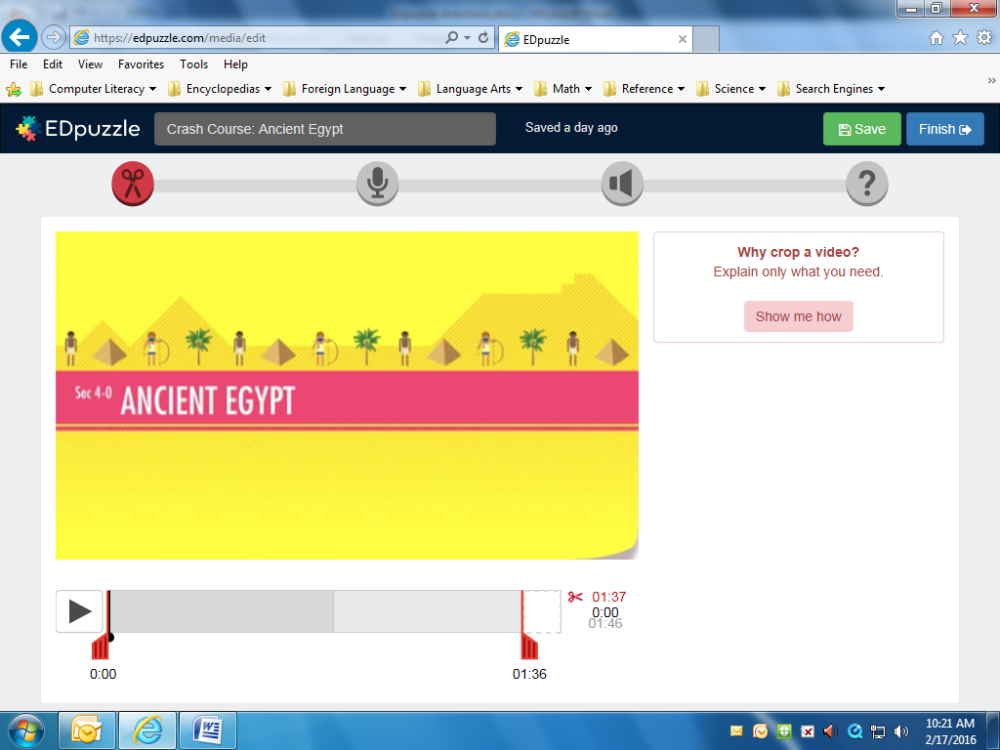 https://edpuzzle.com/media/edit
EDpuzzle
File Edit View Favorites Tools Help
Computer Literacy Encyclopedias Foreign Language Language Arts Math Reference Science Search Engines
EDpuzzle Crash Course: Ancient Egypt Saved a day ago Save Finish
Why crop a video?
Explain only what you need.
Show me how
Sec 4-0 ANCIENT EGYPT
01:37
0:00
01:46
0:00 01:36
10:21 AM
2/17/2016